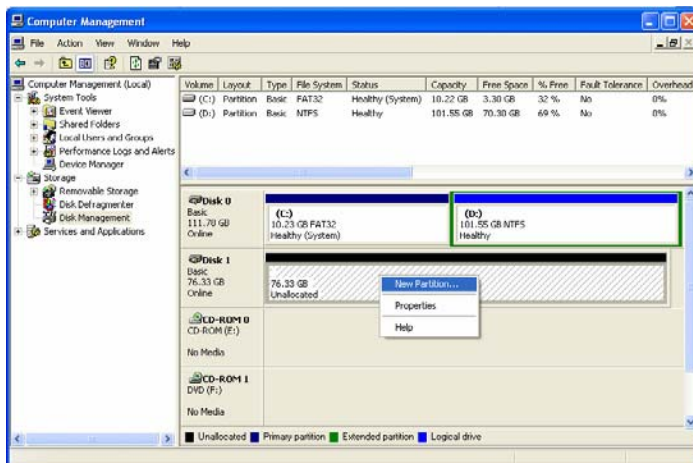 Computer Management
File Action View Window Help
Computer Management (Local)
System Tools
Event Viewer
Shared Folders
Local Users and Groups
Performance Logs and Alerts
Device Manager
Storage
Removable Storage
Disk Defragmenter
Disk Management
Services and Applications
Volume Layout Type File System Status Capacity Free Space % Free Fault Tolerance Overhead
(C:) Partition Basic FAT32 Healthy (System) 10.22 GB 3.30 GB 32 % No 0%
(D:) Partition Basic NTFS Healthy 101.55 GB 70.30 GB 69 % No 0%
Disk 0
Basic
111.78 GB
Online
(C:)
10.23 GB FAT32
Healthy (System)
(D:)
101.55 GB NTFS
Healthy
Disk 1
Basic
76.33 GB
Online
76.33 GB
Unallocated
New Partition...
Properties
Help
CD-ROM 0
CD-ROM (E:)
No Media
CD-ROM 1
DVD (F:)
No Media
Unallocated Primary partition Extended partition Logical drive